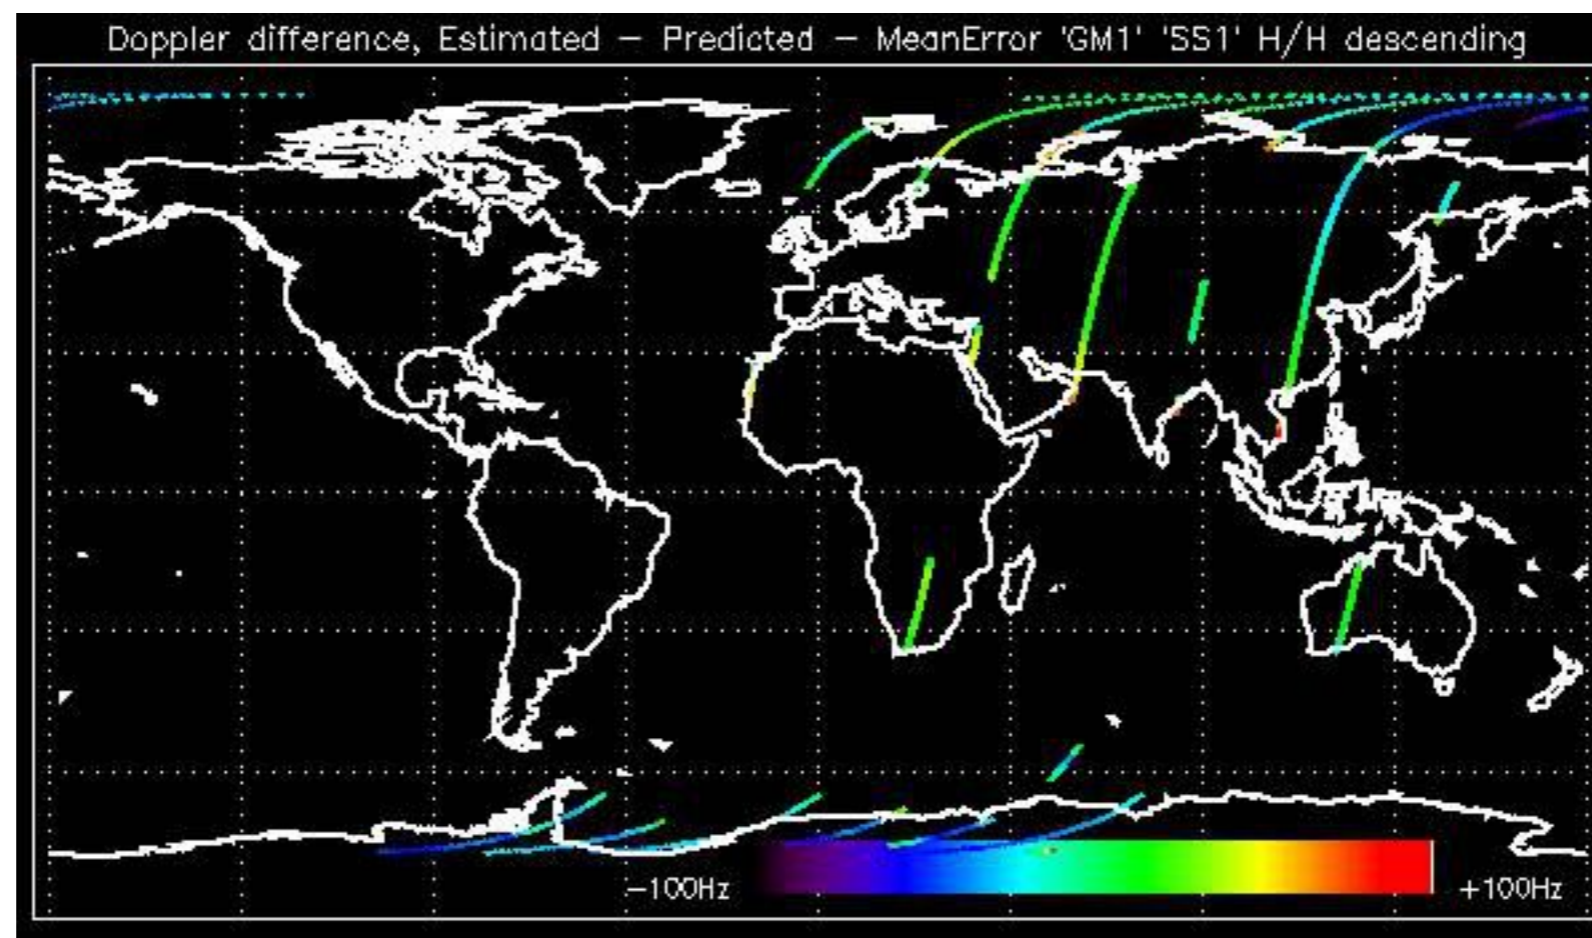 Doppler difference, Estimated — Predicted — MeanError 'GM1' 'SS1' H/H descending
−100Hz
+100Hz